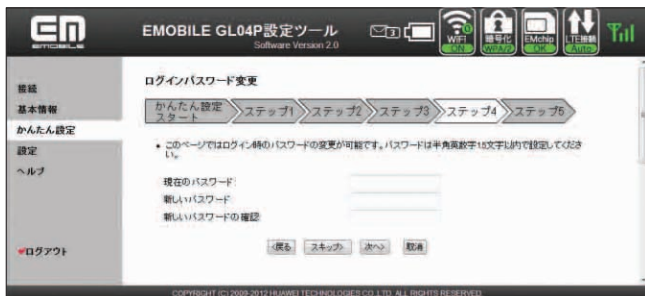 EM
EMOBILE
EMOBILE GL04P設定ツール
Software Version 2.0
3
WiFi
ON
暗号化
WPA/2
EMchip
OK
LTE接続
Auto
接続
基本情報
かんたん設定
設定
ヘルプ
ログアウト
ログインパスワード変更
かんたん設定
スタート
ステップ1
ステップ2
ステップ3
ステップ4
ステップ5
• このページではログイン時のパスワードの変更が可能です。パスワードは半角英数字15文字以内で設定してくださ
い。
現在のパスワード:
新しいパスワード
新しいパスワードの確認
<戻る
スキップ>
次へ>
取消
COPYRIGHT (C) 2009-2012 HUAWEI TECHNOLOGIES CO.,LTD. ALL RIGHTS RESERVED.